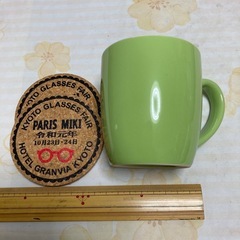 KYOTO GLASSES FAIR
KYOTO GLASSES FAIR
PARIS MIKI
令和元年
10月23日・24日
HOTEL GRANVIA KYOTO